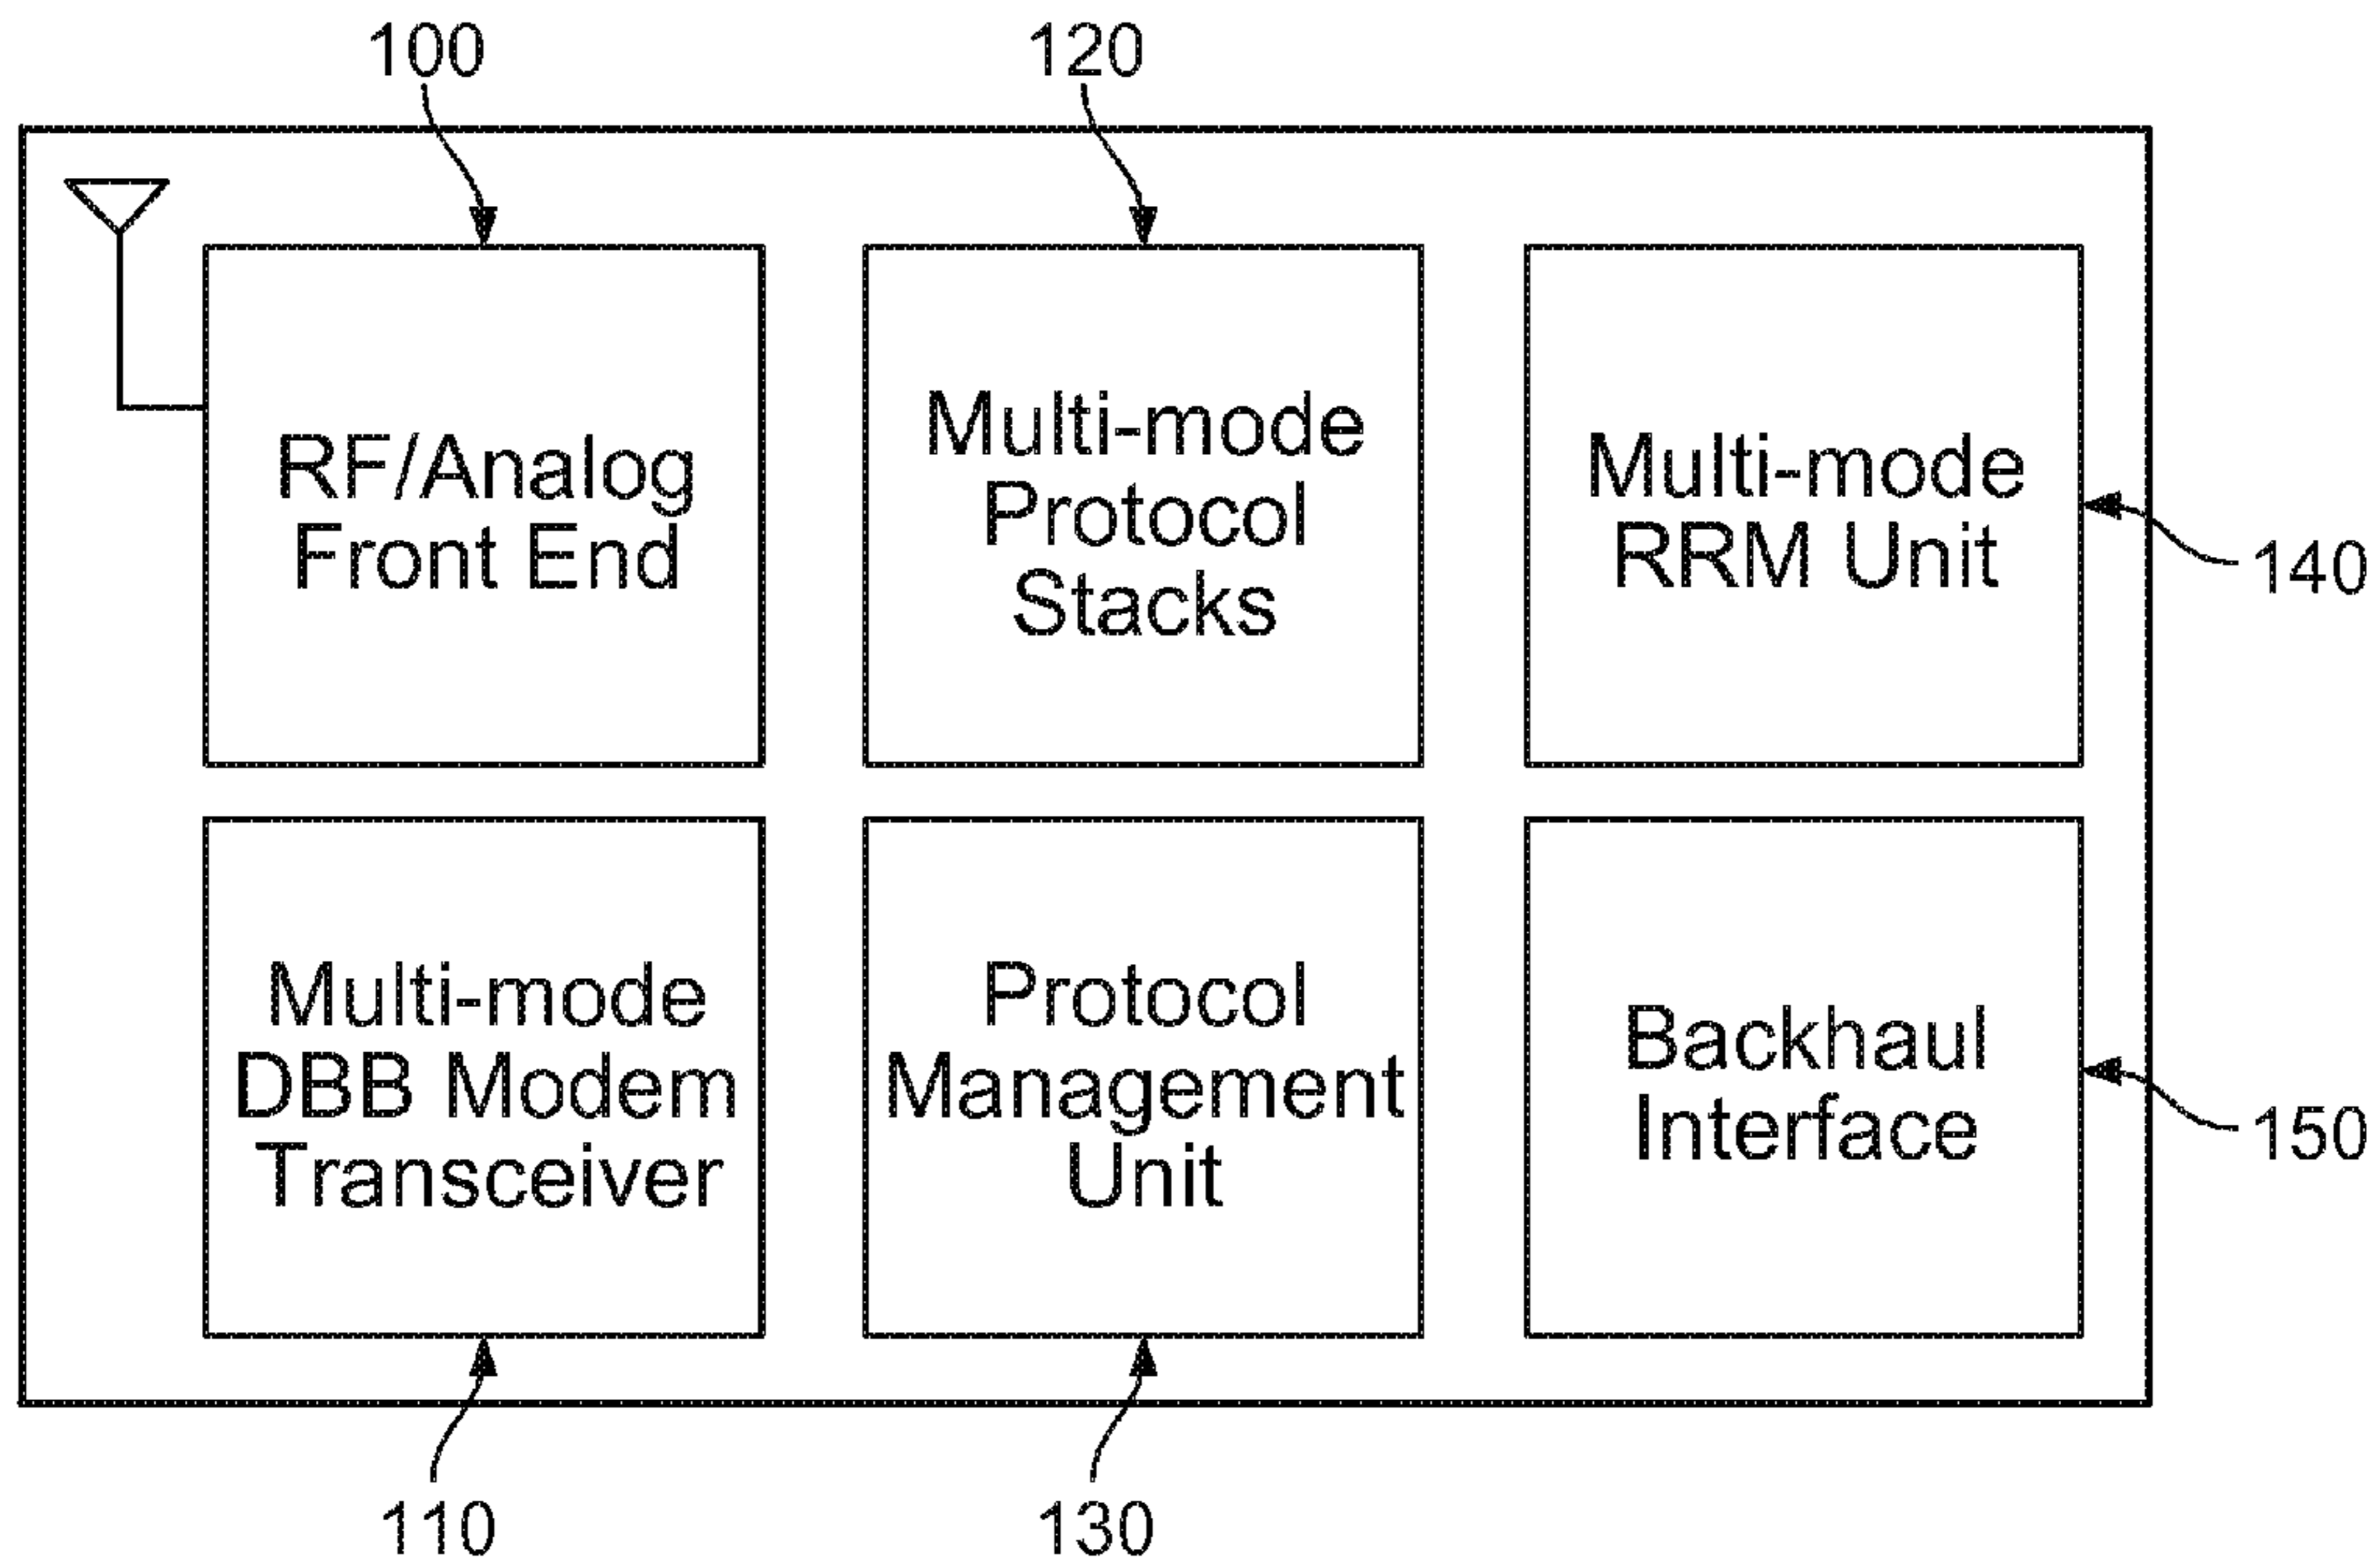 100
120
RF/Analog
Front End
Multi-mode
Protocol
Stacks
Multi-mode
RRM Unit
140
Multi-mode
DBB Modem
Transceiver
Protocol
Management
Unit
Backhaul
Interface
150
110
130